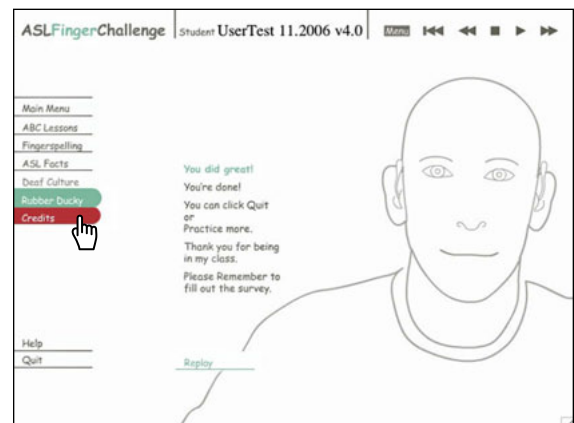 ASLFingerChallenge Student UserTest 11.2006 v4.0 Menu
Main Menu
ABC Lessons
Fingerspelling
ASL Facts
Deaf Culture
Rubber Ducky
Credits
You did great!
You're done!
You can click Quit
or
Practice more.
Thank you for being
in my class.
Please Remember to
fill out the survey.
Help
Quit
Replay